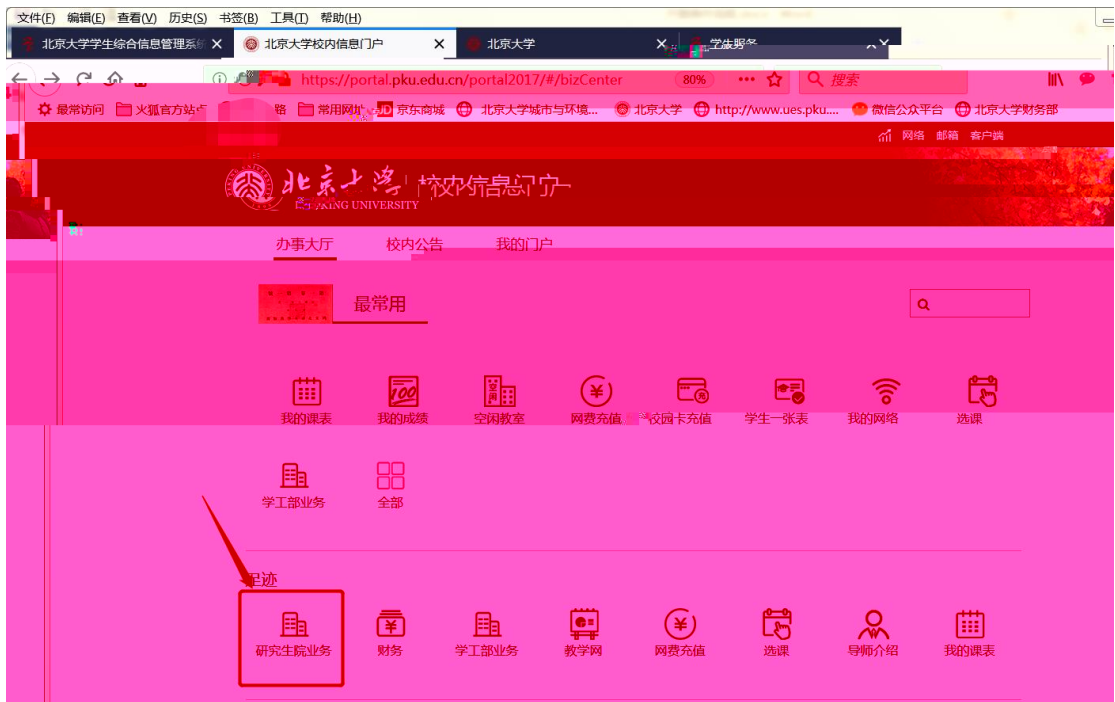 文件(F) 编辑(E) 查看(V) 历史(S) 书签(B) 工具(T) 帮助(H)
北京大学学生综合信息管理系统 × 北京大学校内信息门户 × 北京大学 × 学生服务 ×
https://portal.pku.edu.cn/portal2017/#/bizCenter 80% 搜索
最常访问 火狐官方站点 常用网址 JD 京东商城 北京大学城市与环境... 北京大学 http://www.ues.pku.... 微信公众平台 北京大学财务部
网络 邮箱 客户端
北京大学 校内信息门户
PEKING UNIVERSITY
办事大厅 校内公告 我的门户
最常用
我的课表 我的成绩 空闲教室 网费充值 校园卡充值 学生一张表 我的网络 选课
学工部业务 全部
足迹
研究生院业务 财务 学工部业务 教学网 网费充值 选课 导师介绍 我的课表